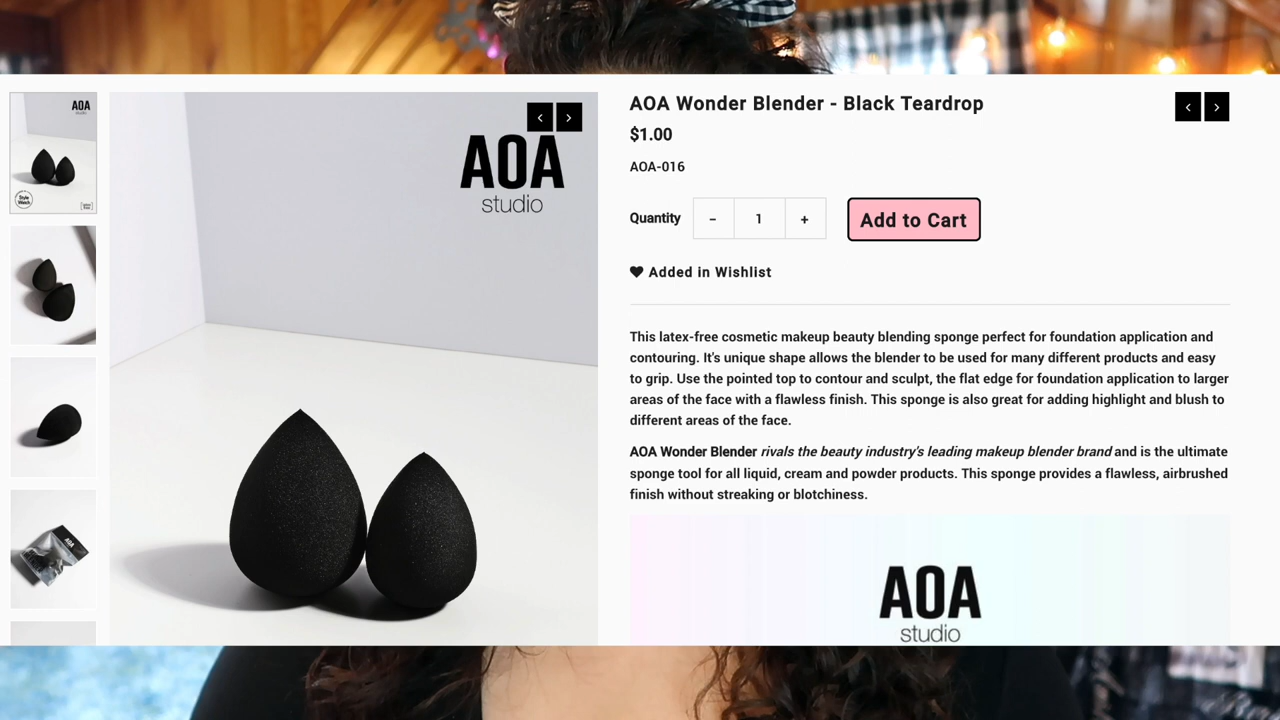 AOA
studio
Style
Watch
AOA
studio
AOA Wonder Blender - Black Teardrop
$1.00
AOA-016
Quantity
-
1
+
Add to Cart
Added in Wishlist
This latex-free cosmetic makeup beauty blending sponge perfect for foundation application and
contouring. It's unique shape allows the blender to be used for many different products and easy
to grip. Use the pointed top to contour and sculpt, the flat edge for foundation application to larger
areas of the face with a flawless finish. This sponge is also great for adding highlight and blush to
different areas of the face.
AOA Wonder Blender rivals the beauty industry's leading makeup blender brand and is the ultimate
sponge tool for all liquid, cream and powder products. This sponge provides a flawless, airbrushed
finish without streaking or blotchiness.
AOA
studio